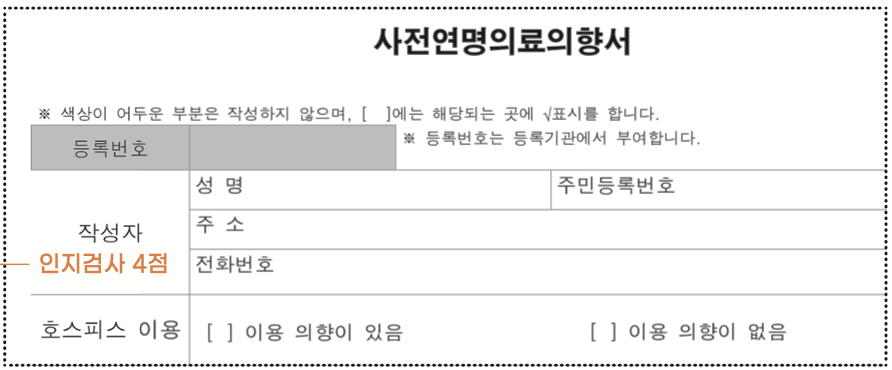 사전연명의료의향서
※ 색상이 어두운 부분은 작성하지 않으며, [ ]에는 해당되는 곳에 √표시를 합니다.
등록번호
※ 등록번호는 등록기관에서 부여합니다.
작성자
인지검사 4점
성 명
주민등록번호
주 소
전화번호
호스피스 이용
[ ] 이용 의향이 있음
[ ] 이용 의향이 없음